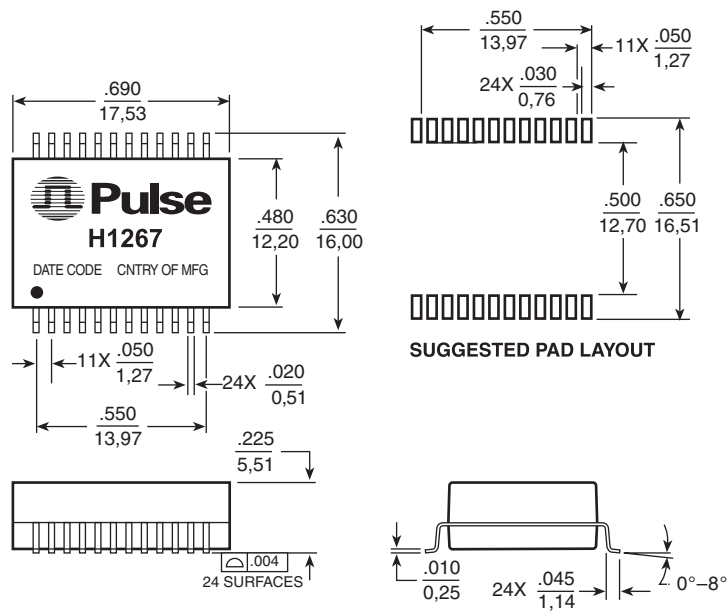 .690
17,53
Pulse
H1267
DATE CODE CNTRY OF MFG
.480
12,20
.630
16,00
11X .050
1,27
24X .020
0,51
.550
13,97
.550
13,97
11X .050
1,27
24X .030
0,76
.500
12,70
.650
16,51
SUGGESTED PAD LAYOUT
.225
5,51
.004
24 SURFACES
.010
0,25
24X .045
1,14
0°–8°